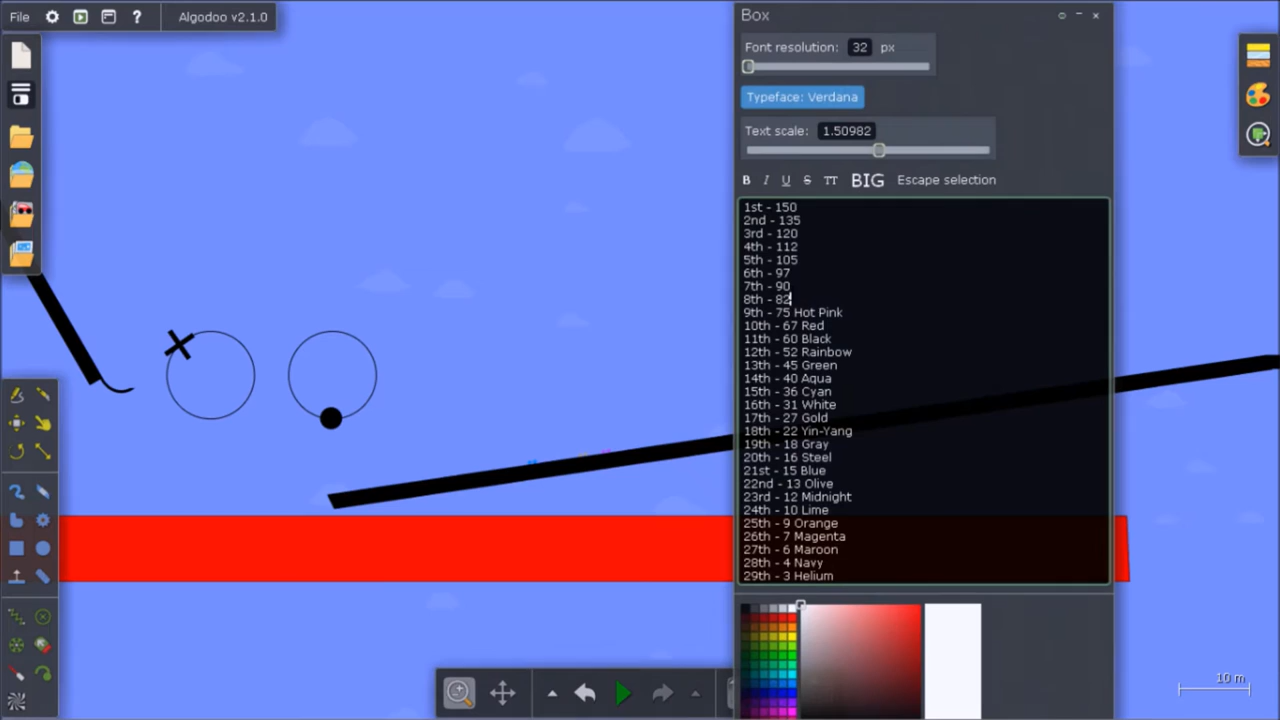 File ? Algodoo v2.1.0
Box
Font resolution: 32 px
Typeface: Verdana
Text scale: 1.50982
B I U S TT BIG Escape selection
1st - 150
2nd - 135
3rd - 120
4th - 112
5th - 105
6th - 97
7th - 90
8th - 82
9th - 75 Hot Pink
10th - 67 Red
11th - 60 Black
12th - 52 Rainbow
13th - 45 Green
14th - 40 Aqua
15th - 36 Cyan
16th - 31 White
17th - 27 Gold
18th - 22 Yin-Yang
19th - 18 Gray
20th - 16 Steel
21st - 15 Blue
22nd - 13 Olive
23rd - 12 Midnight
24th - 10 Lime
25th - 9 Orange
26th - 7 Magenta
27th - 6 Maroon
28th - 4 Navy
29th - 3 Helium
10 m